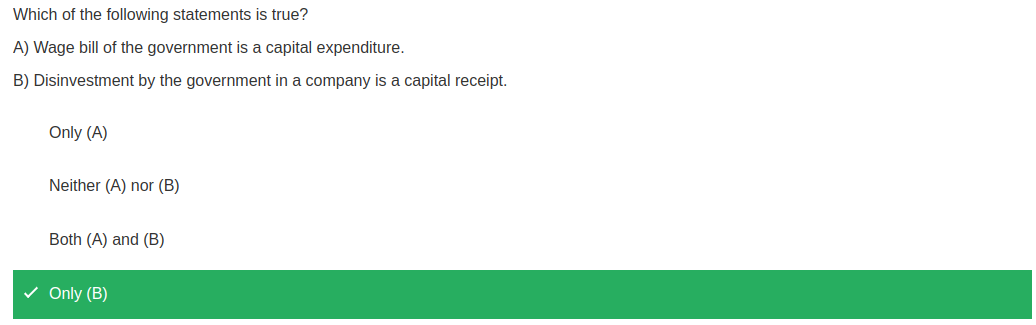 Which of the following statements is true?
A) Wage bill of the government is a capital expenditure.
B) Disinvestment by the government in a company is a capital receipt.
Only (A)
Neither (A) nor (B)
Both (A) and (B)
Only (B)